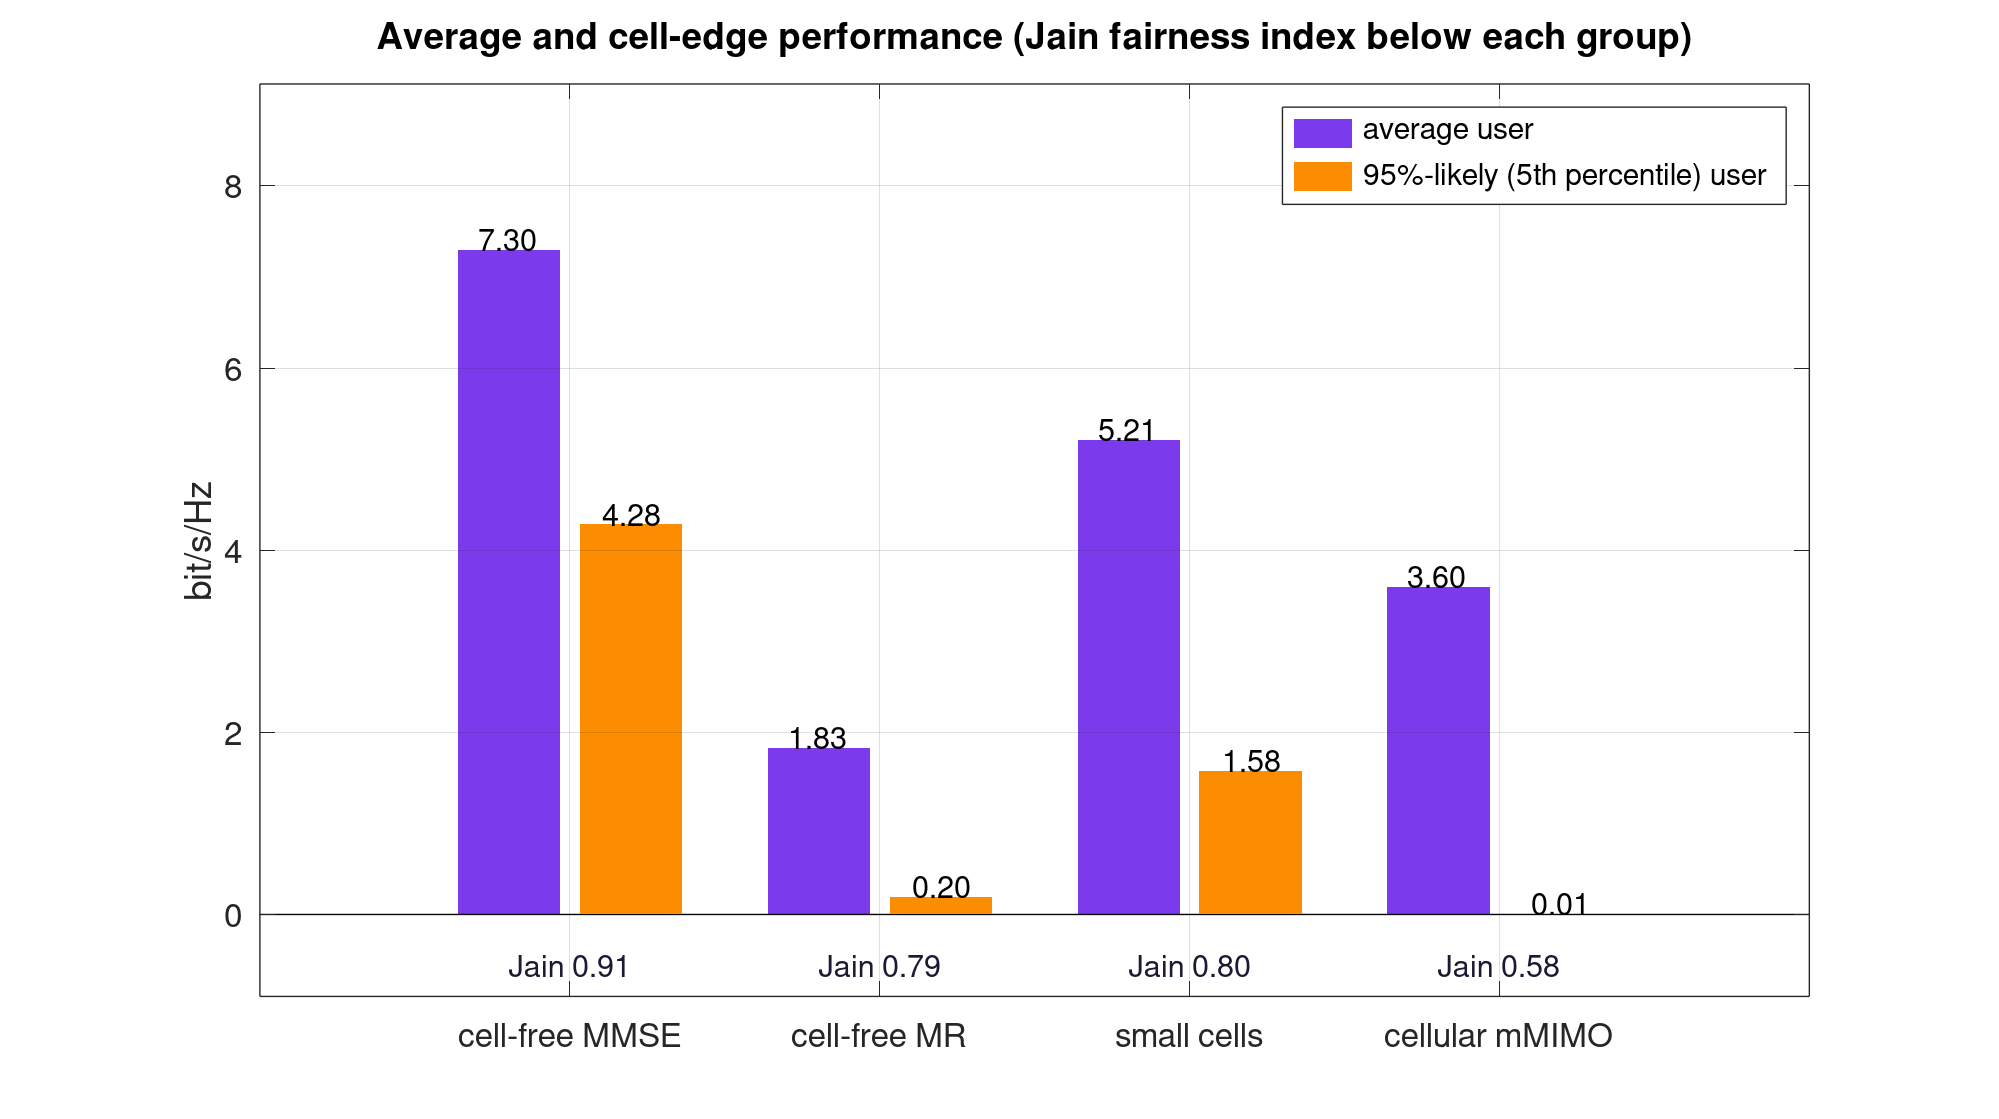 Average and cell-edge performance (Jain fairness index below each group)
average user
95%-likely (5th percentile) user
8
7.30
6
5.21
4.28
bit/s/Hz
4
3.60
2
1.83
1.58
0.20
0.01
0
Jain 0.91
Jain 0.79
Jain 0.80
Jain 0.58
cell-free MMSE
cell-free MR
small cells
cellular mMIMO